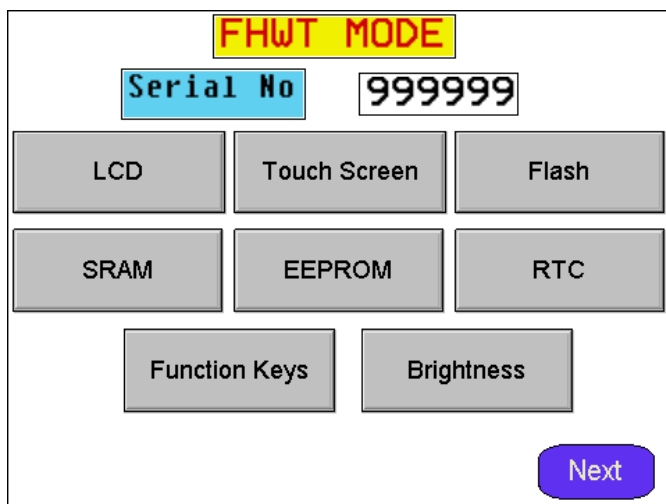 FHWT MODE
Serial No 999999
LCD Touch Screen Flash
SRAM EEPROM RTC
Function Keys Brightness
Next